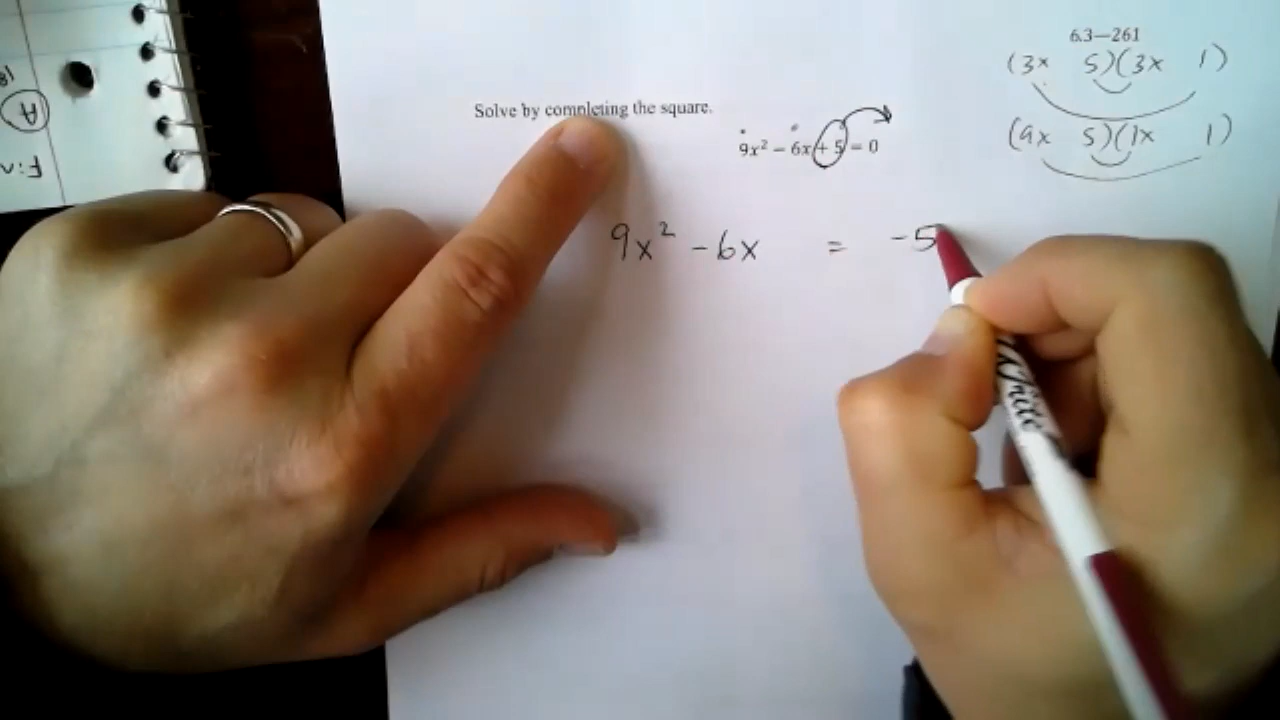 6.3—261
(3x 5)(3x 1)
(9x 5)(1x 1)
Solve by completing the square.
9x² − 6x + 5 = 0
9x² − 6x = −5
A
Fin